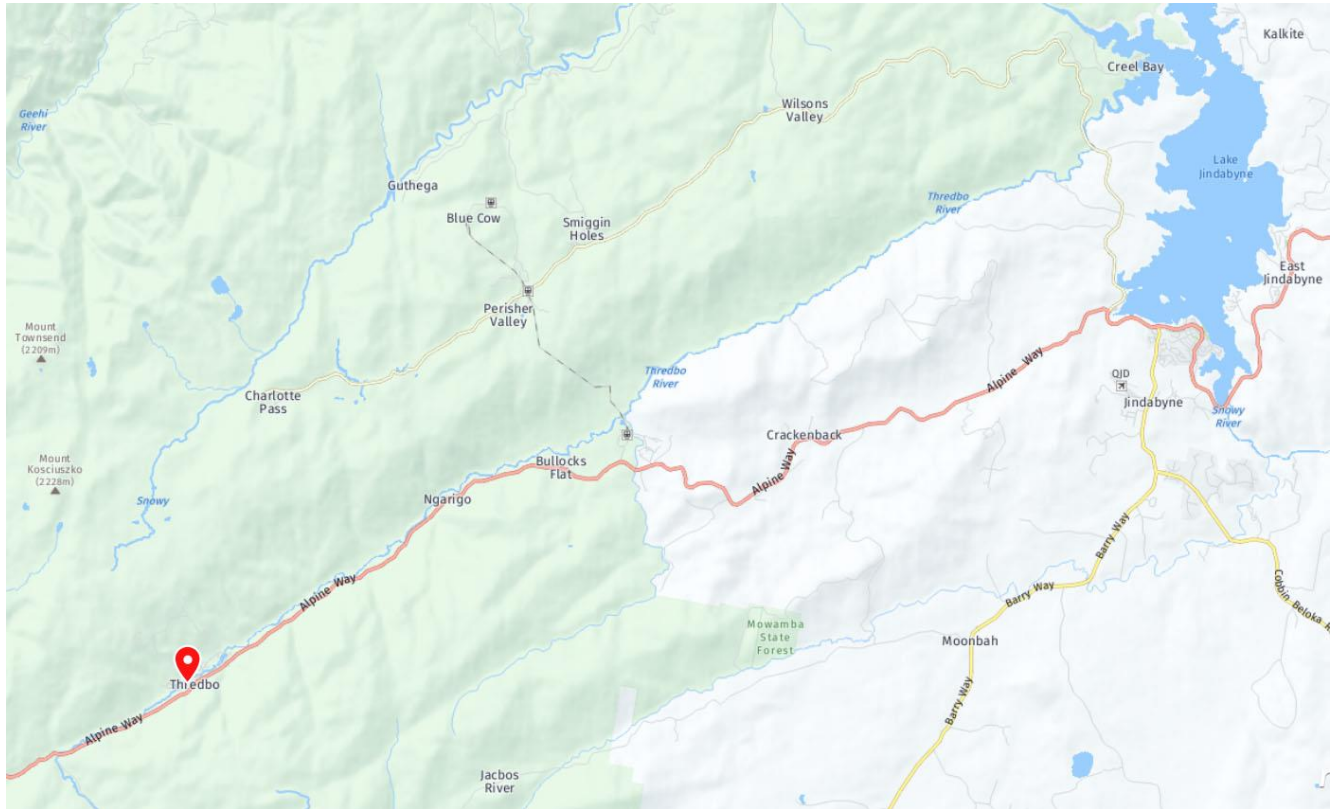 Kalkite
Creel Bay
Geehi
River
Wilsons
Valley
Lake
Jindabyne
Guthega
Thredbo
River
Blue Cow
Smiggin
Holes
East
Jindabyne
Perisher
Valley
Mount
Townsend
(2209m)
Alpine Way
Thredbo
River
QJD
Charlotte
Pass
Jindabyne
Snowy
River
Crackenback
Mount
Kosciuszko
(2228m)
Bullocks
Flat
Alpine Way
Snowy
Ngarigo
Barry Way
Alpine Way
Barry Way
Cobbin Beloka R
Mowamba
State
Forest
Moonbah
Thredbo
Alpine Way
Barry Way
Jacbos
River